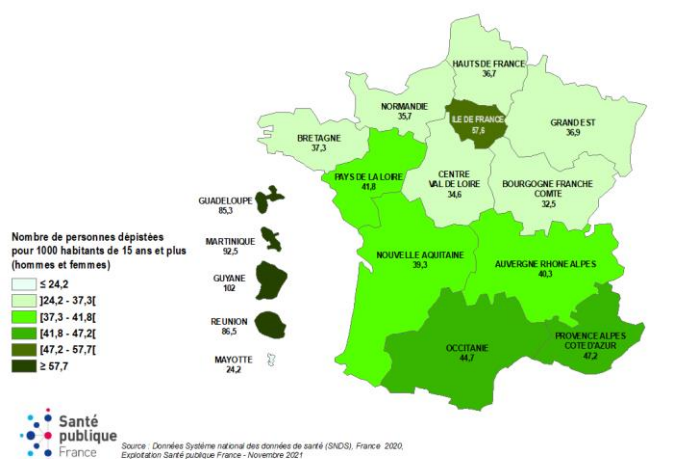 HAUTS DE FRANCE
36,7
NORMANDIE
35,7
ILE DE FRANCE
57,6
GRAND EST
36,9
BRETAGNE
37,3
PAYS DE LA LOIRE
41,8
CENTRE
VAL DE LOIRE
34,6
BOURGOGNE FRANCHE
COMTE
32,5
GUADELOUPE
85,3
MARTINIQUE
92,5
GUYANE
102
REUNION
86,5
MAYOTTE
24,2
NOUVELLE AQUITAINE
39,3
AUVERGNE RHONE ALPES
40,3
OCCITANIE
44,7
PROVENCE ALPES
COTE D'AZUR
47,2
Nombre de personnes dépistées
pour 1000 habitants de 15 ans et plus
(hommes et femmes)
≤ 24,2
]24,2 - 37,3[
[37,3 - 41,8[
[41,8 - 47,2[
[47,2 - 57,7[
≥ 57,7
Santé
publique
France
Source : Données Système national des données de santé (SNDS), France 2020,
Exploitation Santé publique France - Novembre 2021